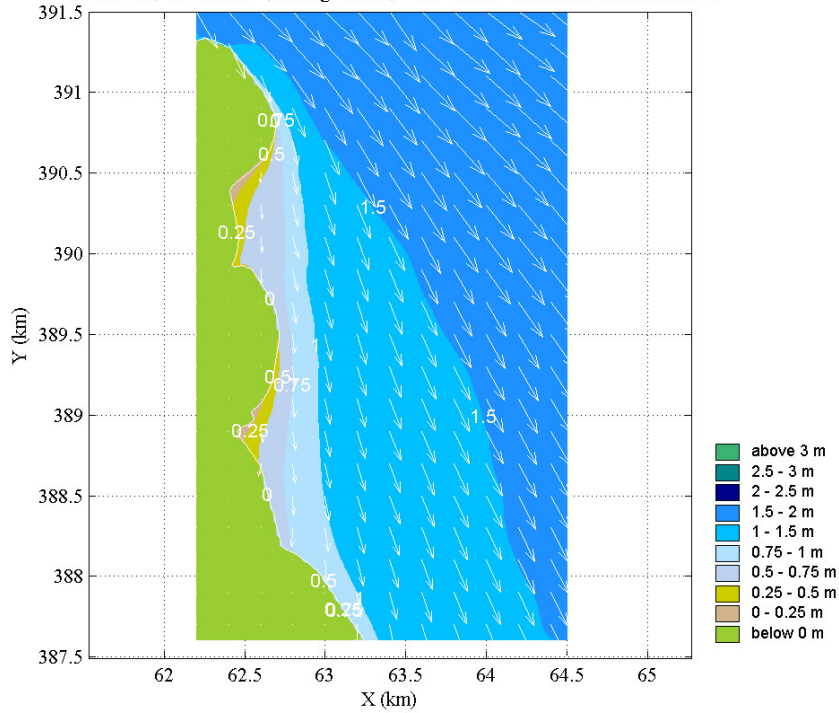 391.5
391
390.5
390
389.5
389
388.5
388
387.5
Y (km)
62
62.5
63
63.5
64
64.5
65
X (km)
0.75
0.5
1.5
0.25
0
1
0.5
0.75
1.5
0.25
0
0.5
1
0.25
above 3 m
2.5 - 3 m
2 - 2.5 m
1.5 - 2 m
1 - 1.5 m
0.75 - 1 m
0.5 - 0.75 m
0.25 - 0.5 m
0 - 0.25 m
below 0 m